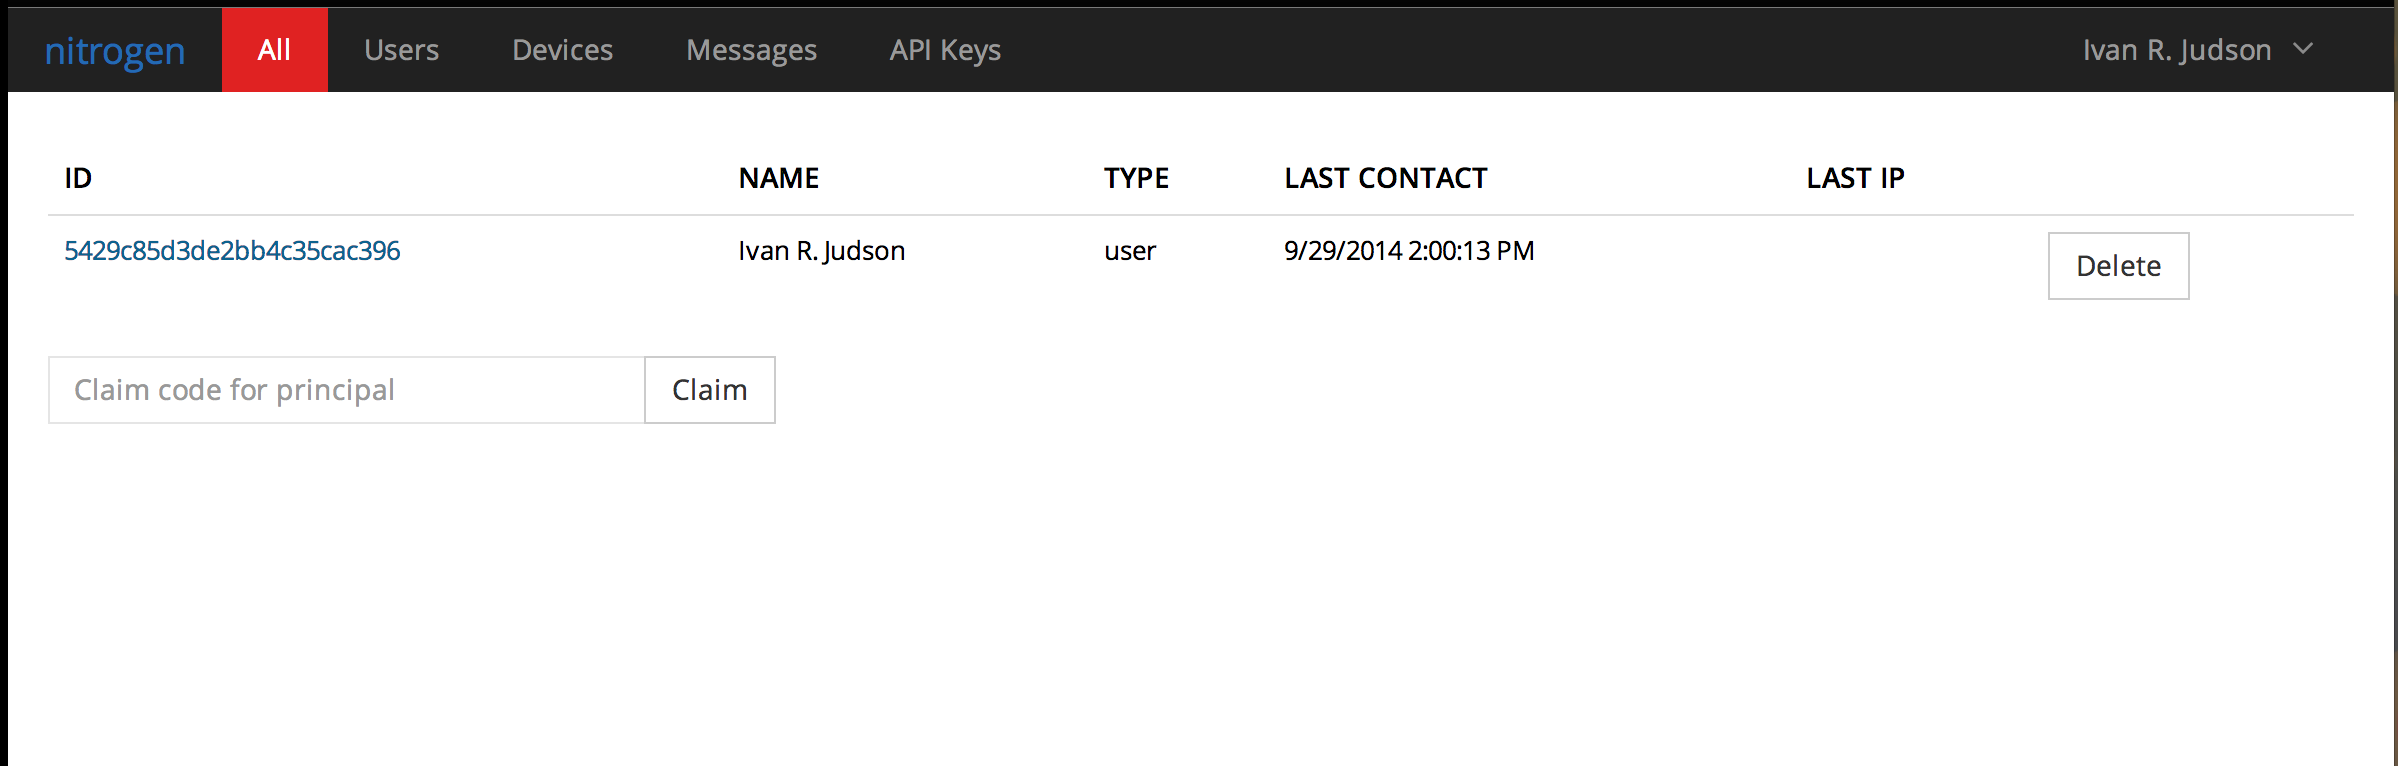 nitrogen All Users Devices Messages API Keys Ivan R. Judson
ID NAME TYPE LAST CONTACT LAST IP
5429c85d3de2bb4c35cac396 Ivan R. Judson user 9/29/2014 2:00:13 PM Delete
Claim code for principal Claim